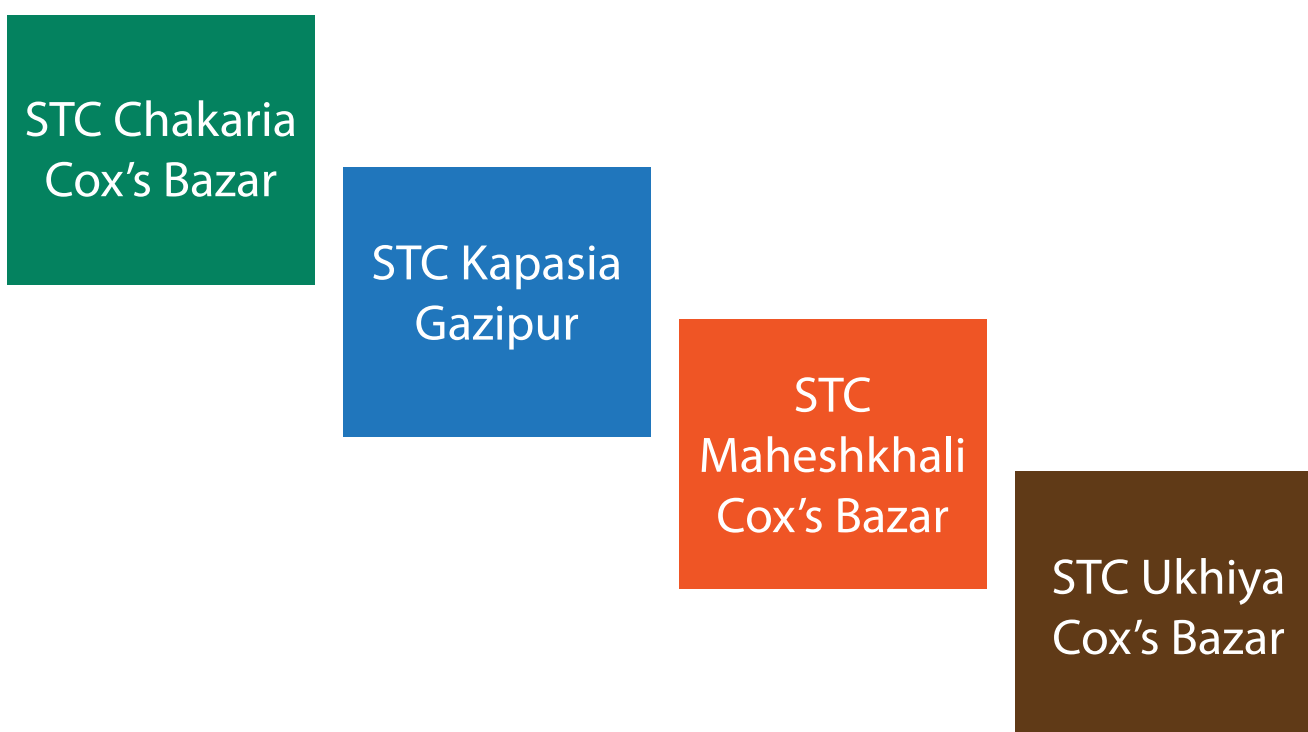 STC Chakaria
Cox’s Bazar
STC Kapasia
Gazipur
STC
Maheshkhali
Cox’s Bazar
STC Ukhiya
Cox’s Bazar